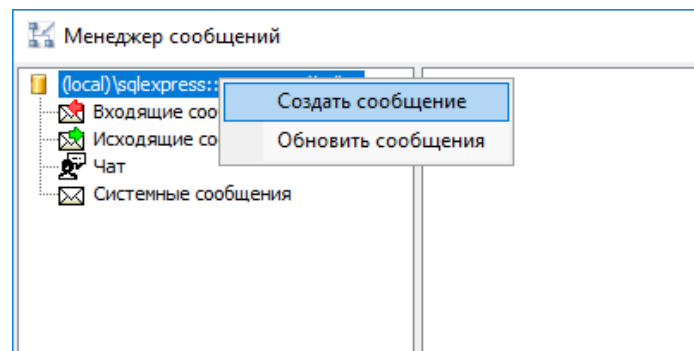 Менеджер сообщений
(local)\sqlexpress::
Создать сообщение
Входящие соо
Обновить сообщения
Исходящие со
Чат
Системные сообщения